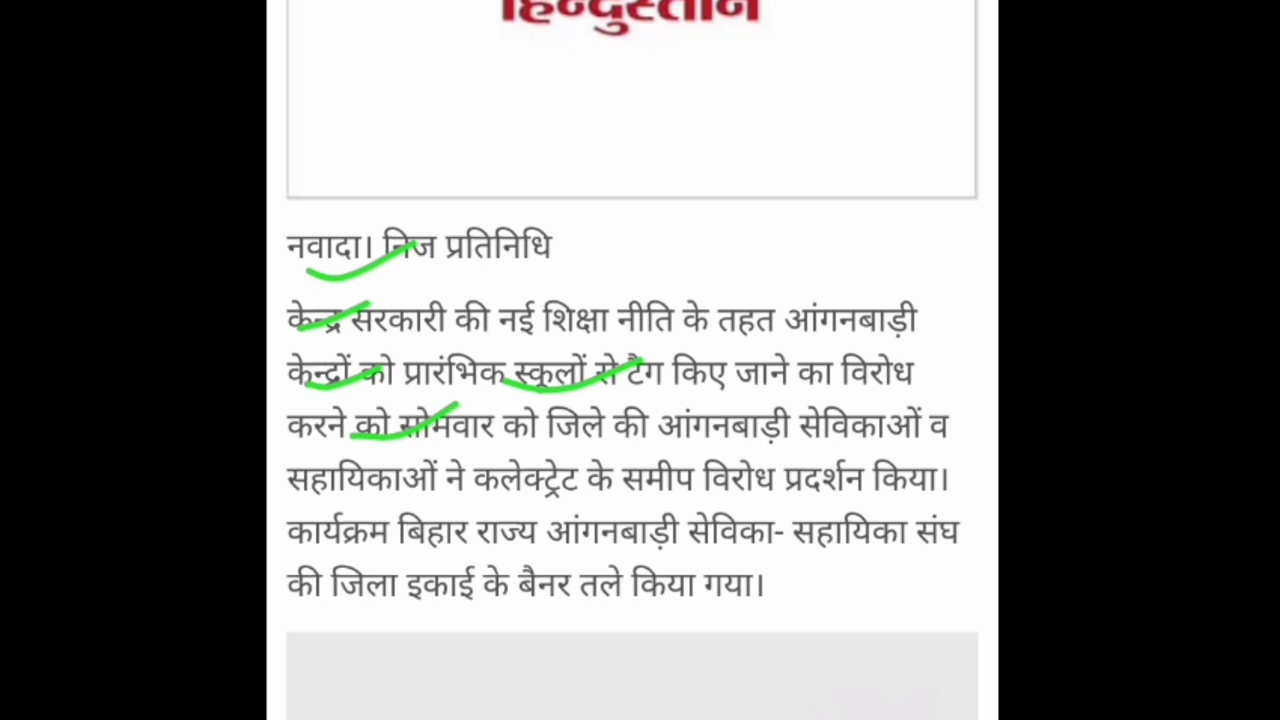 हिन्दुस्तान
नवादा। निज प्रतिनिधि
केन्द्र सरकारी की नई शिक्षा नीति के तहत आंगनबाड़ी
केन्द्रों को प्रारंभिक स्कूलों से टैग किए जाने का विरोध
करने को सोमवार को जिले की आंगनबाड़ी सेविकाओं व
सहायिकाओं ने कलेक्ट्रेट के समीप विरोध प्रदर्शन किया।
कार्यक्रम बिहार राज्य आंगनबाड़ी सेविका- सहायिका संघ
की जिला इकाई के बैनर तले किया गया।